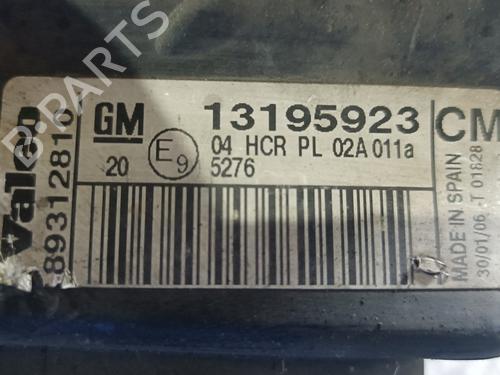 B-PARTS
Valeo
89312816
GM
13195923
CM
20
E9
04 HCR PL 02A 011a
5276
MADE IN SPAIN
30/01/06 T 01828